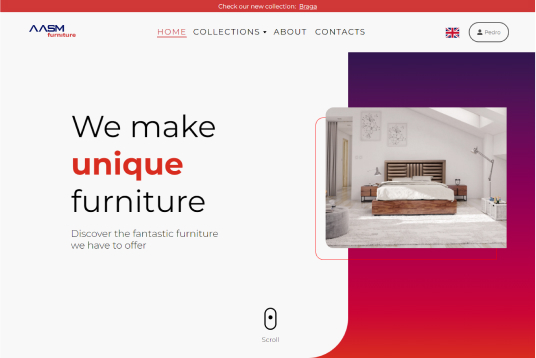 Check our new collection: Braga
AASM
furniture
HOME COLLECTIONS ABOUT CONTACTS
Pedro
We make
unique
furniture
Discover the fantastic furniture
we have to offer
Scroll